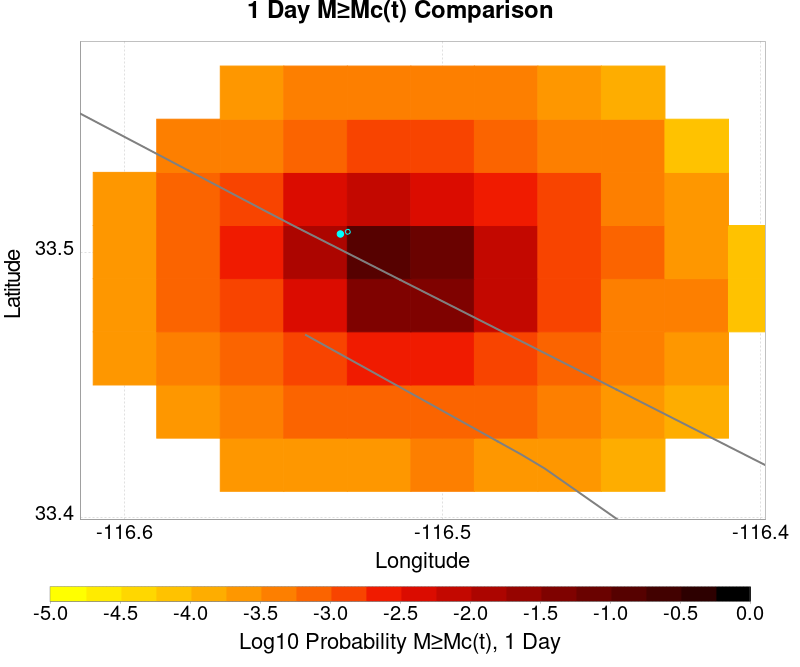 1 Day M≥Mc(t) Comparison
Latitude
33.5
33.4
-116.6 -116.5 -116.4
Longitude
-5.0 -4.5 -4.0 -3.5 -3.0 -2.5 -2.0 -1.5 -1.0 -0.5 0.0
Log10 Probability M≥Mc(t), 1 Day